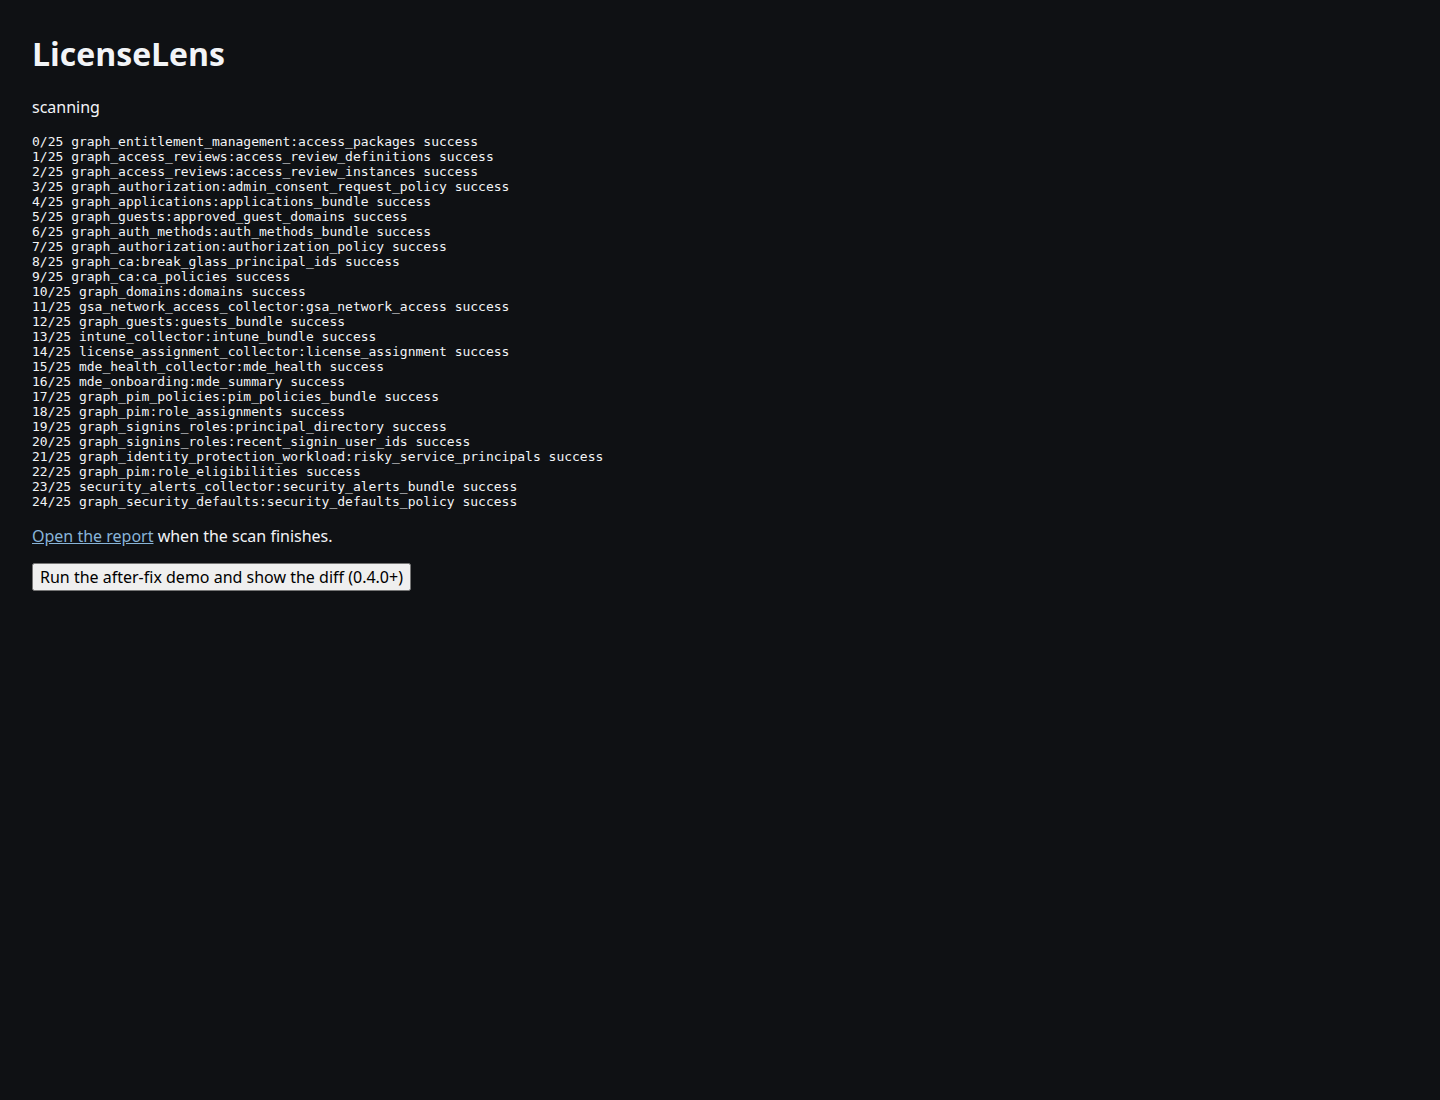 LicenseLens
scanning
0/25 graph_entitlement_management:access_packages success
1/25 graph_access_reviews:access_review_definitions success
2/25 graph_access_reviews:access_review_instances success
3/25 graph_authorization:admin_consent_request_policy success
4/25 graph_applications:applications_bundle success
5/25 graph_guests:approved_guest_domains success
6/25 graph_auth_methods:auth_methods_bundle success
7/25 graph_authorization:authorization_policy success
8/25 graph_ca:break_glass_principal_ids success
9/25 graph_ca:ca_policies success
10/25 graph_domains:domains success
11/25 gsa_network_access_collector:gsa_network_access success
12/25 graph_guests:guests_bundle success
13/25 intune_collector:intune_bundle success
14/25 license_assignment_collector:license_assignment success
15/25 mde_health_collector:mde_health success
16/25 mde_onboarding:mde_summary success
17/25 graph_pim_policies:pim_policies_bundle success
18/25 graph_pim:role_assignments success
19/25 graph_signins_roles:principal_directory success
20/25 graph_signins_roles:recent_signin_user_ids success
21/25 graph_identity_protection_workload:risky_service_principals success
22/25 graph_pim:role_eligibilities success
23/25 security_alerts_collector:security_alerts_bundle success
24/25 graph_security_defaults:security_defaults_policy success
Open the report when the scan finishes.
Run the after-fix demo and show the diff (0.4.0+)